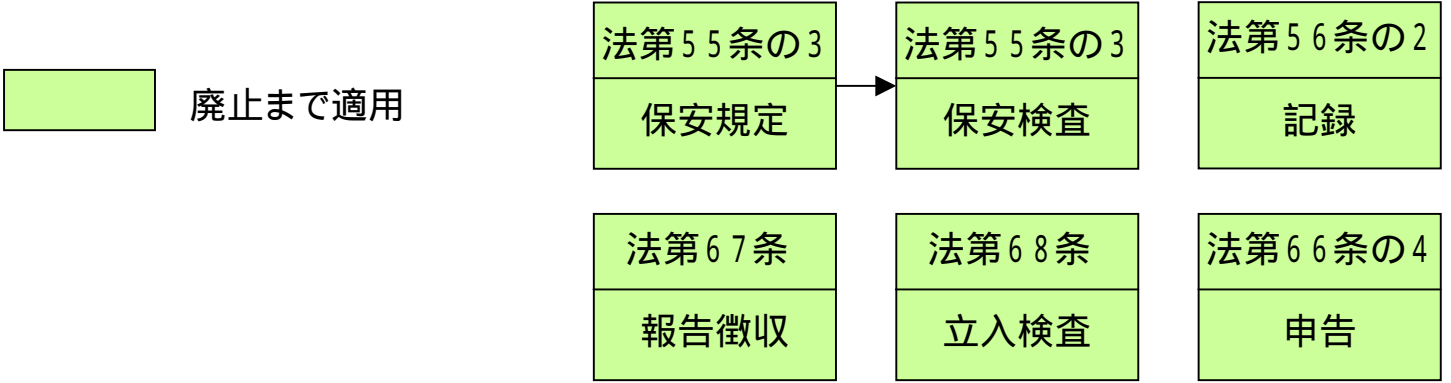 廃止まで適用
法第55条の3
保安規定
法第55条の3
保安検査
法第56条の2
記録
法第67条
報告徴収
法第68条
立入検査
法第66条の4
申告